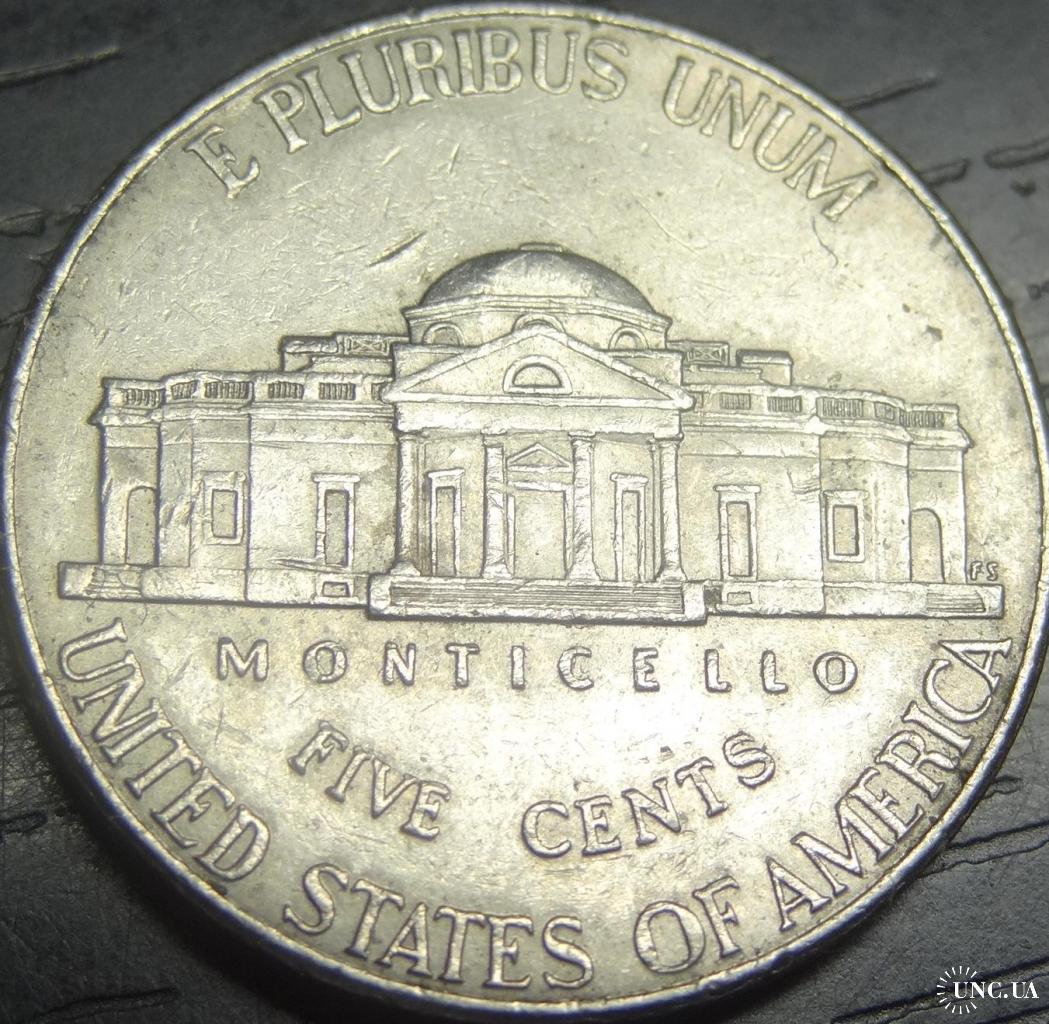 E PLURIBUS UNUM
FS
MONTICELLO
FIVE CENTS
UNITED STATES OF AMERICA
UNC.UA